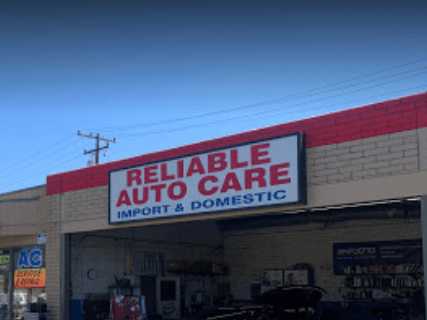 RELIABLE
AUTO CARE
IMPORT & DOMESTIC
AC
SERVICE